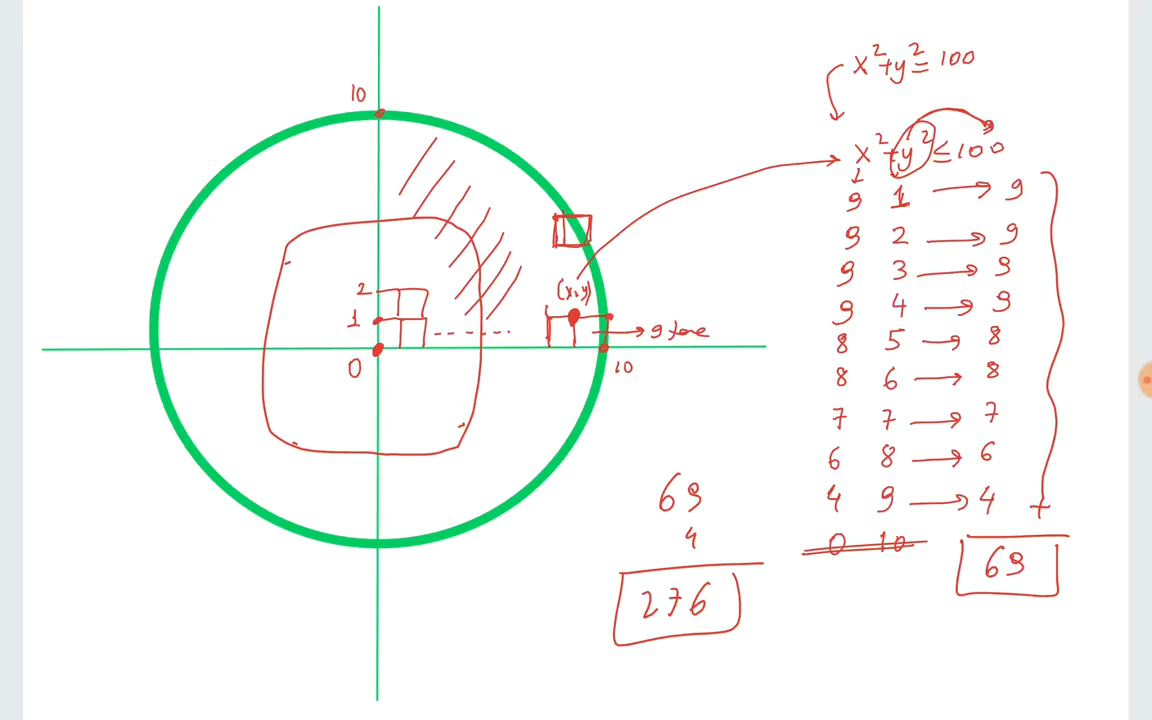 10
2
1
0
10
(x,y)
→ 9 tane
x²+y² = 100
x²+y² ≤ 100
9 1 → 9
9 2 → 9
9 3 → 9
9 4 → 9
8 5 → 8
8 6 → 8
7 7 → 7
6 8 → 6
4 9 → 4 +
0 10
69
69
4
276